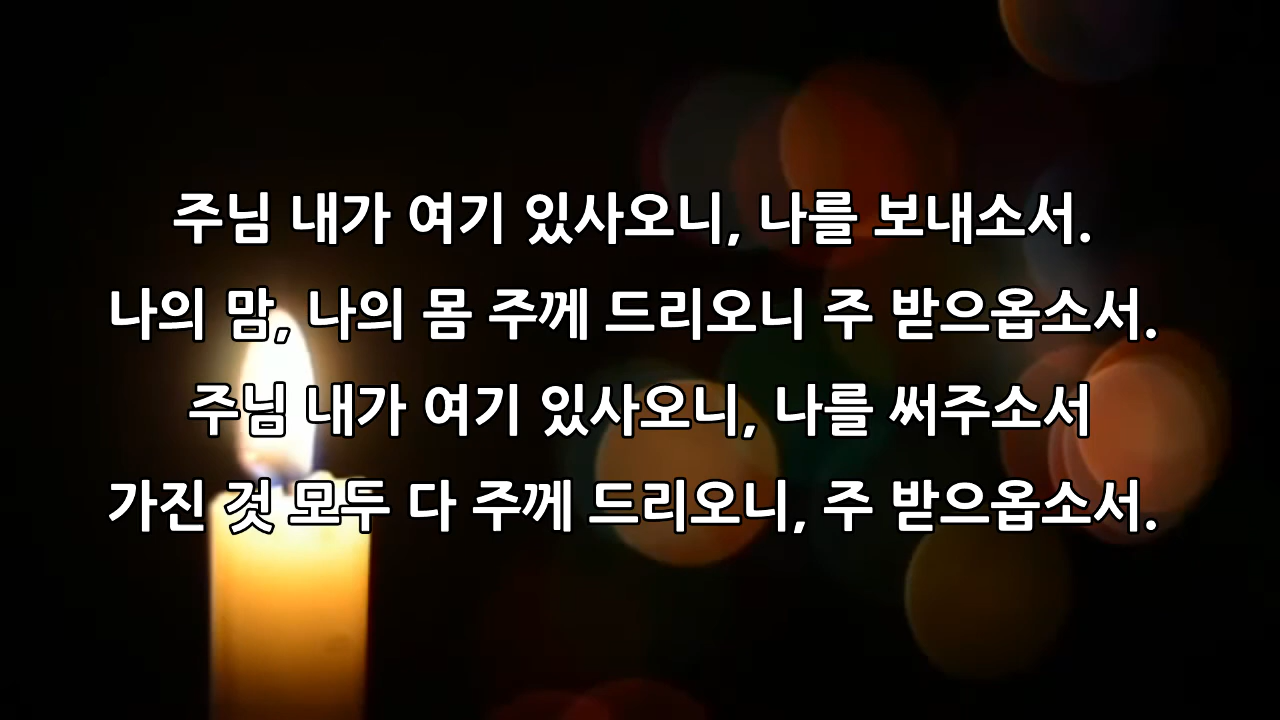 주님 내가 여기 있사오니, 나를 보내소서.
나의 맘, 나의 몸 주께 드리오니 주 받으옵소서.
주님 내가 여기 있사오니, 나를 써주소서
가진 것 모두 다 주께 드리오니, 주 받으옵소서.